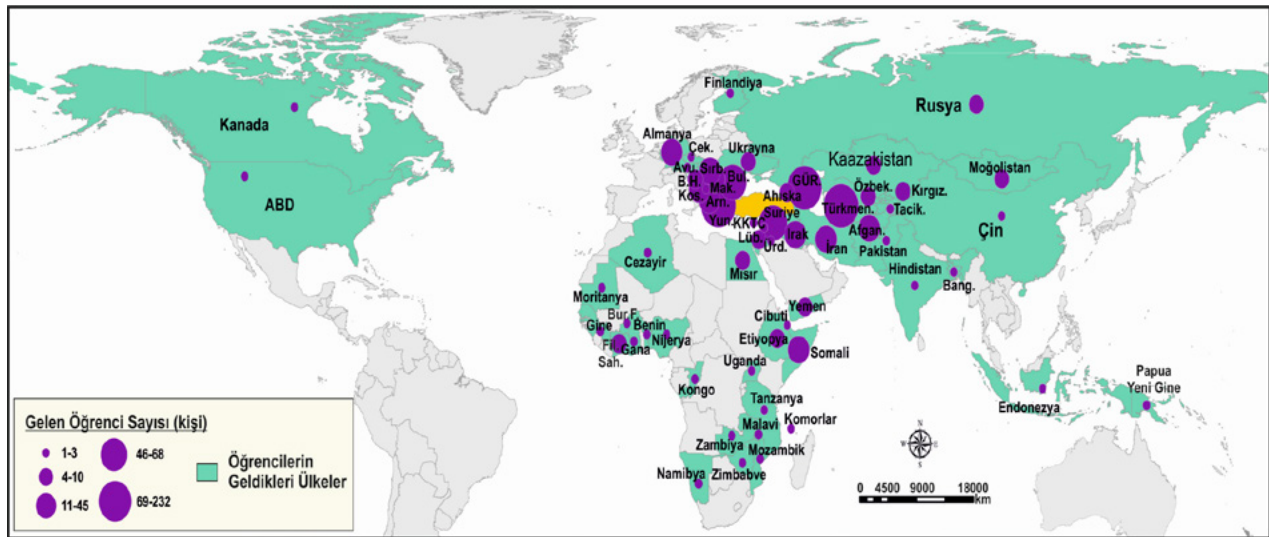 Finlandiya
Rusya
Kanada
Almanya
Çek.
Ukrayna
Kaazakistan
Moğolistan
Avu.
Sırb.
Bul.
GÜR.
Özbek.
Kırgız.
B.H.
Mak.
Ahıska
ABD
Kos.
Arn.
Türkmen.
Tacik.
Suriye
Yun.
KKTC
Irak
Afgan.
Çin
Lüb.
Urd.
İran
Pakistan
Cezayir
Mısır
Hindistan
Bang.
Moritanya
Yemen
Bur.F.
Cibuti
Gine
Benin
Etiyopya
Fil
Gana
Nijerya
Somali
Sah.
Uganda
Papua
Yeni Gine
Kongo
Endonezya
Tanzanya
Komorlar
Malavi
Zambiya
Mozambik
Namibya
Zimbabve
Gelen Öğrenci Sayısı (kişi)
1-3
46-68
4-10
Öğrencilerin
Geldikleri Ülkeler
11-45
69-232
N
W
E
S
0 4500 9000 18000
km